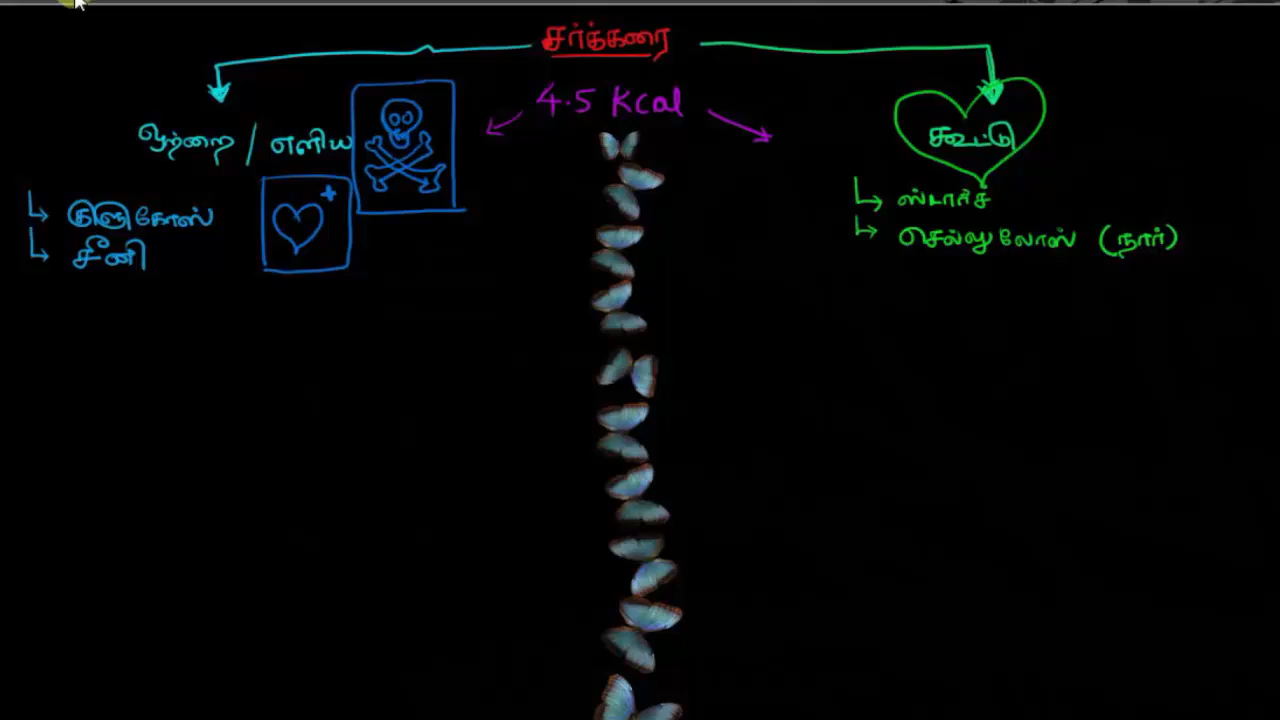 சர்க்கரை
4.5 Kcal
ஒற்றை / எளிய
குளுகோஸ்
சீனி
கூட்டு
ஸ்டார்ச்
செல்லுலோஸ் (நார்)